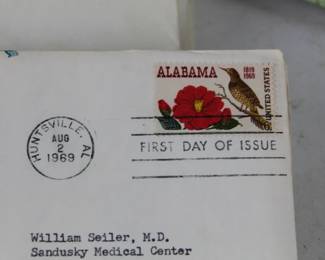 ALABAMA 1819
1969
UNITED STATES
HUNTSVILLE, AL
AUG
2
1969
FIRST DAY OF ISSUE
William Seiler, M.D.
Sandusky Medical Center